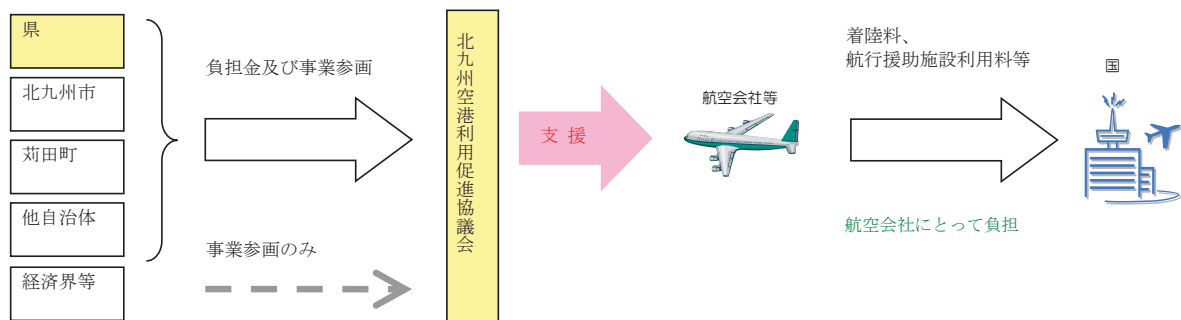 県
北九州市
苅田町
他自治体
経済界等
負担金及び事業参画
事業参画のみ
北九州空港利用促進協議会
支援
航空会社等
着陸料、
航行援助施設利用料等
航空会社にとって負担
国